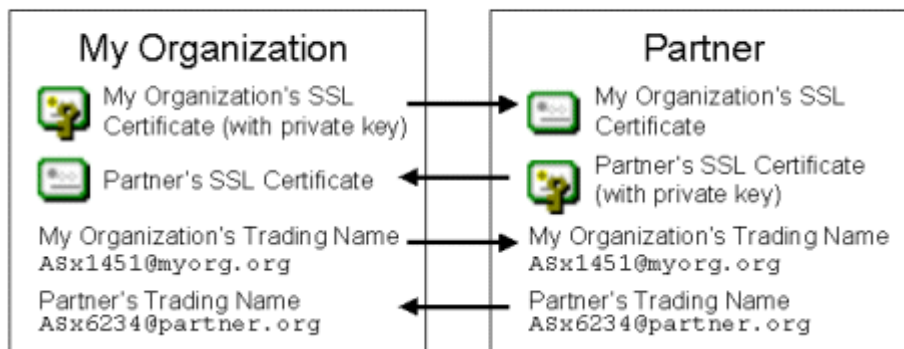 My Organization
My Organization's SSL
Certificate (with private key)
Partner's SSL Certificate
My Organization's Trading Name
ASx1451@myorg.org
Partner's Trading Name
ASx6234@partner.org
Partner
My Organization's SSL
Certificate
Partner's SSL Certificate
(with private key)
My Organization's Trading Name
ASx1451@myorg.org
Partner's Trading Name
ASx6234@partner.org